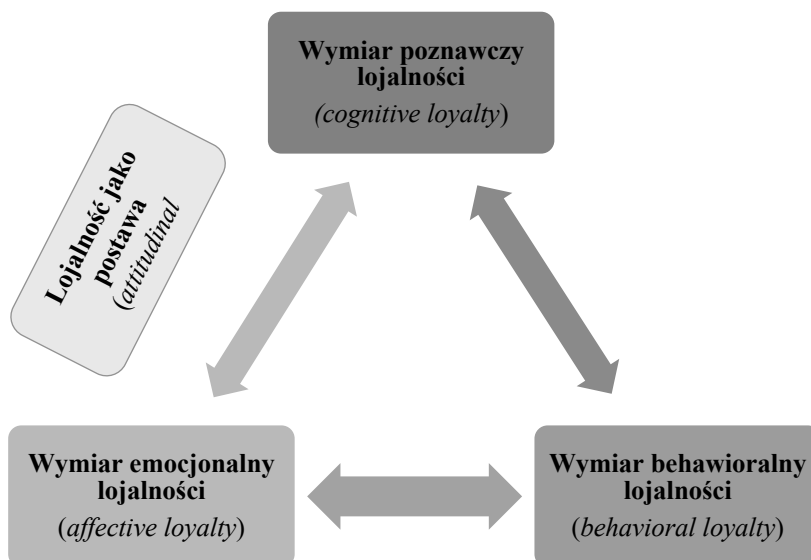 Wymiar poznawczy
lojalności
(cognitive loyalty)
Lojalność jako
postawa
(attitudinal
Wymiar emocjonalny
lojalności
(affective loyalty)
Wymiar behawioralny
lojalności
(behavioral loyalty)